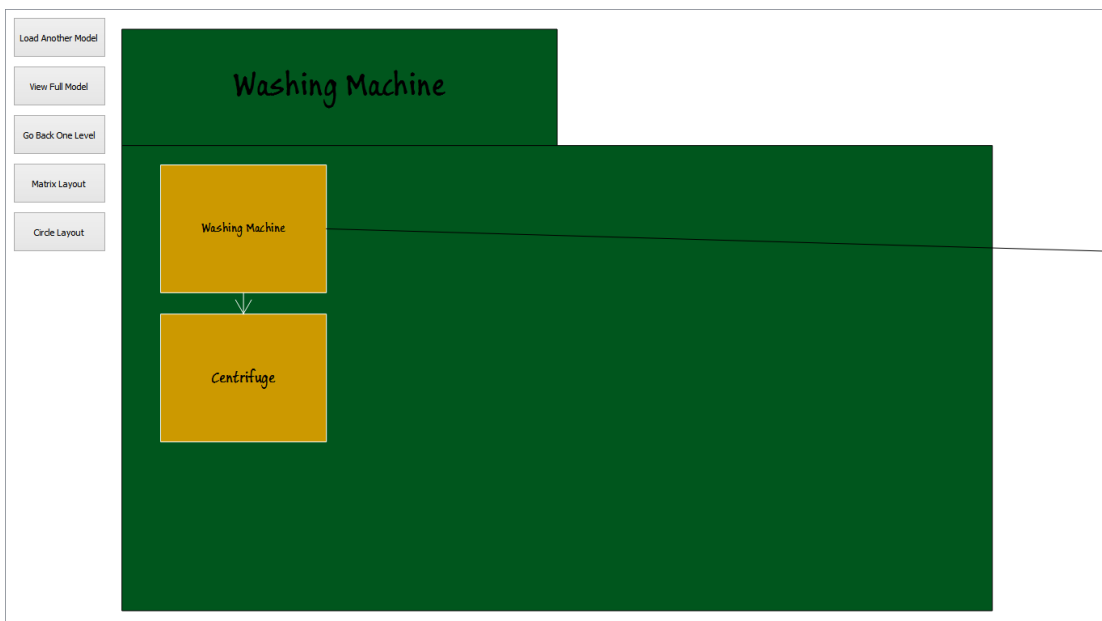 Load Another Model
View Full Model
Go Back One Level
Matrix Layout
Circle Layout
Washing Machine
Washing Machine
Centrifuge